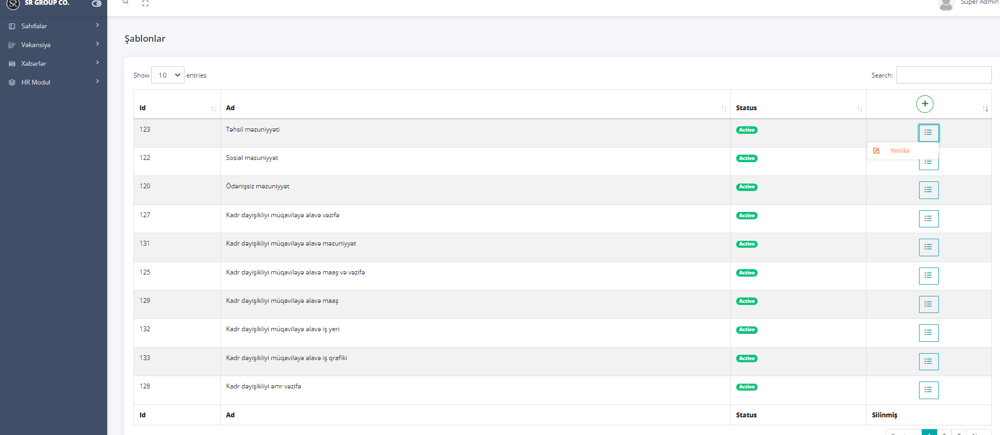 SR GROUP CO.
Super Admin
Səhifələr
Vakansiya
Xəbərlər
HR Modul
Şablonlar
Show 10 entries
Search:
Id Ad Status
123 Təhsil məzuniyyəti Active
Yenilə
122 Sosial məzuniyyət Active
120 Ödənişsiz məzuniyyət Active
127 Kadr dəyişikliyi müqaviləyə əlavə vəzifə Active
131 Kadr dəyişikliyi müqaviləyə əlavə məzuniyyət Active
125 Kadr dəyişikliyi müqaviləyə əlavə maaş və vəzifə Active
129 Kadr dəyişikliyi müqaviləyə əlavə maaş Active
132 Kadr dəyişikliyi müqaviləyə əlavə iş yeri Active
133 Kadr dəyişikliyi müqaviləyə əlavə iş qrafiki Active
128 Kadr dəyişikliyi əmr vəzifə Active
Id Ad Status Silinmiş